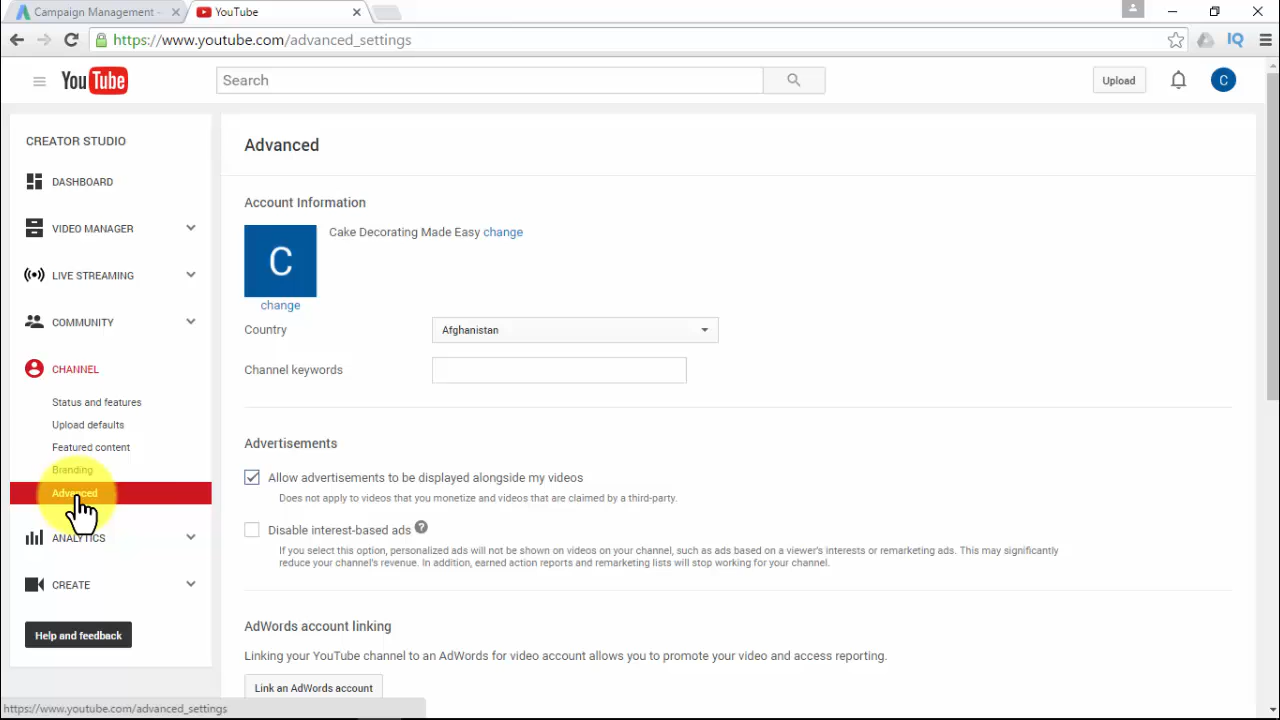 Campaign Management -
YouTube
https://www.youtube.com/advanced_settings
IQ
YouTube
Search
Upload
C
CREATOR STUDIO
DASHBOARD
VIDEO MANAGER
LIVE STREAMING
COMMUNITY
CHANNEL
Status and features
Upload defaults
Featured content
Branding
Advanced
ANALYTICS
CREATE
Help and feedback
Advanced
Account Information
C
Cake Decorating Made Easy change
change
Country
Afghanistan
Channel keywords
Advertisements
Allow advertisements to be displayed alongside my videos
Does not apply to videos that you monetize and videos that are claimed by a third-party.
Disable interest-based ads ?
If you select this option, personalized ads will not be shown on videos on your channel, such as ads based on a viewer's interests or remarketing ads. This may significantly
reduce your channel's revenue. In addition, earned action reports and remarketing lists will stop working for your channel.
AdWords account linking
Linking your YouTube channel to an AdWords for video account allows you to promote your video and access reporting.
Link an AdWords account
https://www.youtube.com/advanced_settings